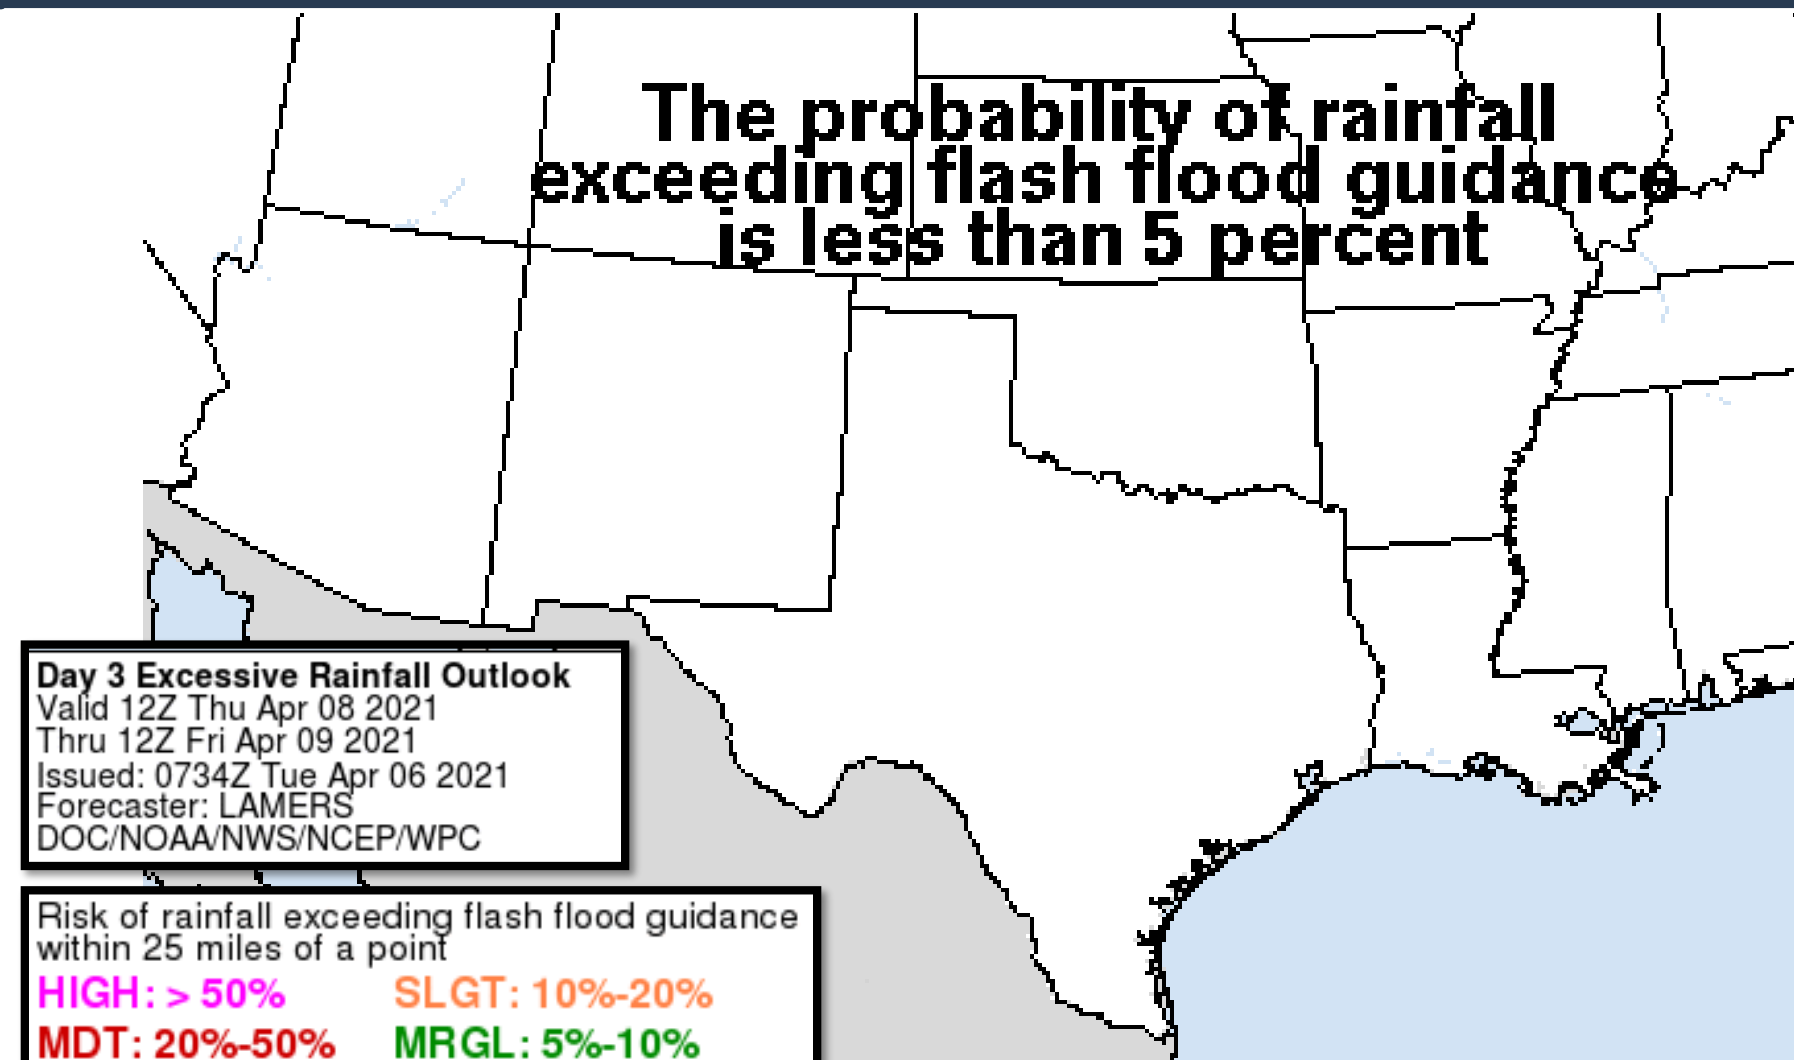 The probability of rainfall
exceeding flash flood guidance
is less than 5 percent
Day 3 Excessive Rainfall Outlook
Valid 12Z Thu Apr 08 2021
Thru 12Z Fri Apr 09 2021
Issued: 0734Z Tue Apr 06 2021
Forecaster: LAMERS
DOC/NOAA/NWS/NCEP/WPC
Risk of rainfall exceeding flash flood guidance
within 25 miles of a point
HIGH: > 50% SLGT: 10%-20%
MDT: 20%-50% MRGL: 5%-10%